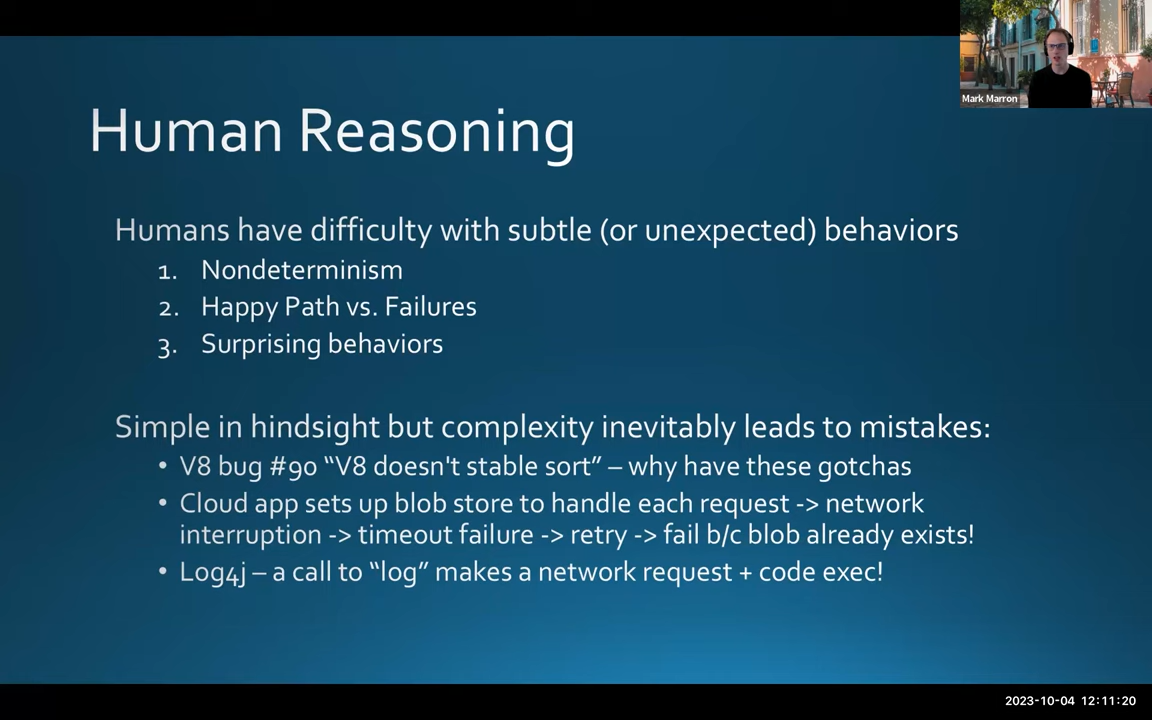 Mark Marron
Human Reasoning
Humans have difficulty with subtle (or unexpected) behaviors
1. Nondeterminism
2. Happy Path vs. Failures
3. Surprising behaviors
Simple in hindsight but complexity inevitably leads to mistakes:
• V8 bug #90 “V8 doesn't stable sort” – why have these gotchas
• Cloud app sets up blob store to handle each request -> network
interruption -> timeout failure -> retry -> fail b/c blob already exists!
• Log4j – a call to “log” makes a network request + code exec!
2023-10-04 12:11:20